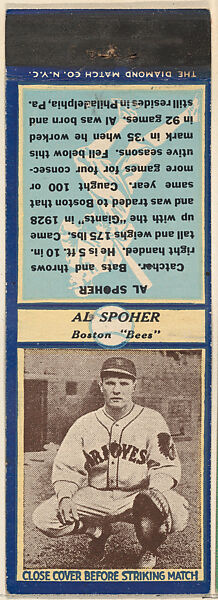 THE DIAMOND MATCH CO. N.Y.C.
AL SPOHER
Catcher. Bats and throws
right handed. He is 5 ft. 10 in.
tall and weighs 175 lbs. Came
up with the "Giants" in 1928
and was traded to Boston that
same year. Caught 100 or
more games for four consec-
utive seasons. Fell below this
mark in '35 when he worked
in 92 games. Al was born and
still resides in Philadelphia, Pa.
AL SPOHER
Boston "Bees"
BRAVES
CLOSE COVER BEFORE STRIKING MATCH